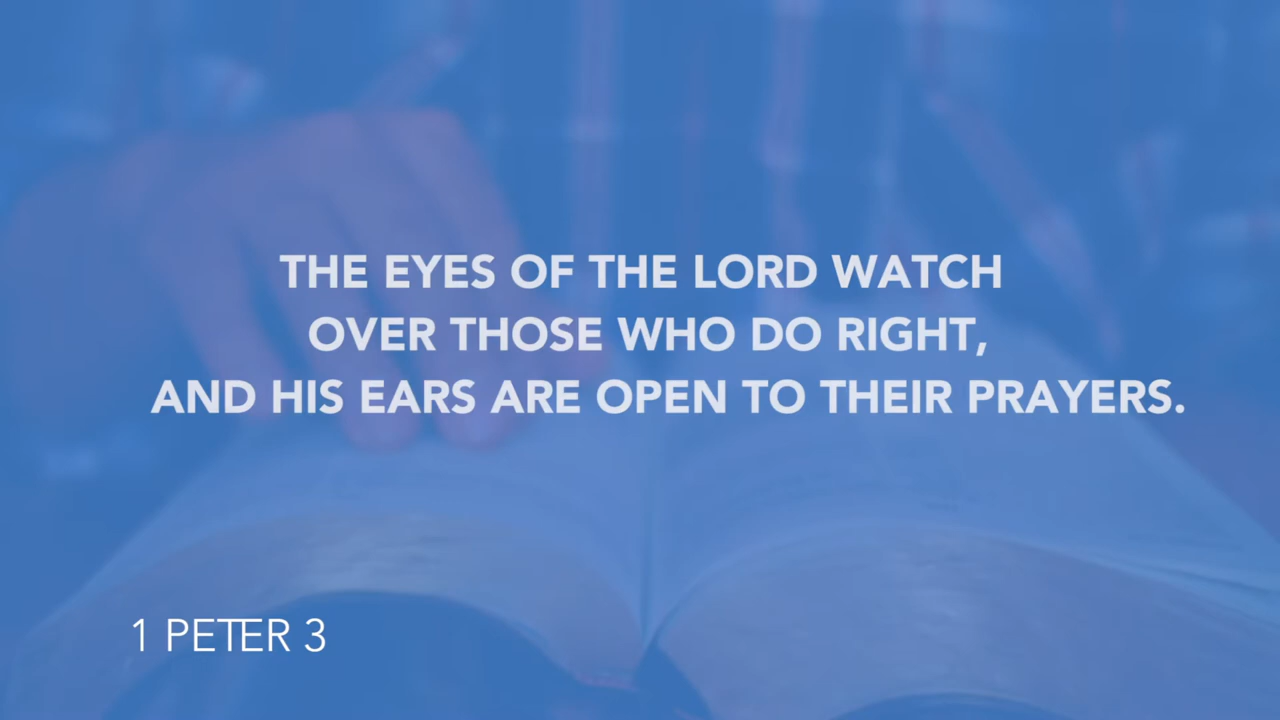 THE EYES OF THE LORD WATCH
OVER THOSE WHO DO RIGHT,
AND HIS EARS ARE OPEN TO THEIR PRAYERS.
1 PETER 3